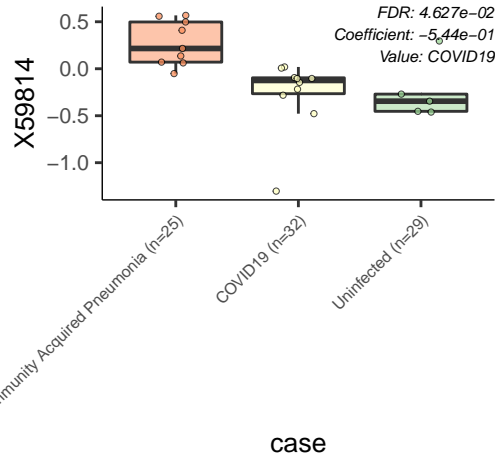 FDR: 4.627e−02
Coefficient: −5.44e−01
Value: COVID19
X59814
0.5
0.0
−0.5
−1.0
Acquired Pneumonia (n=25)
COVID19 (n=32)
Uninfected (n=29)
case